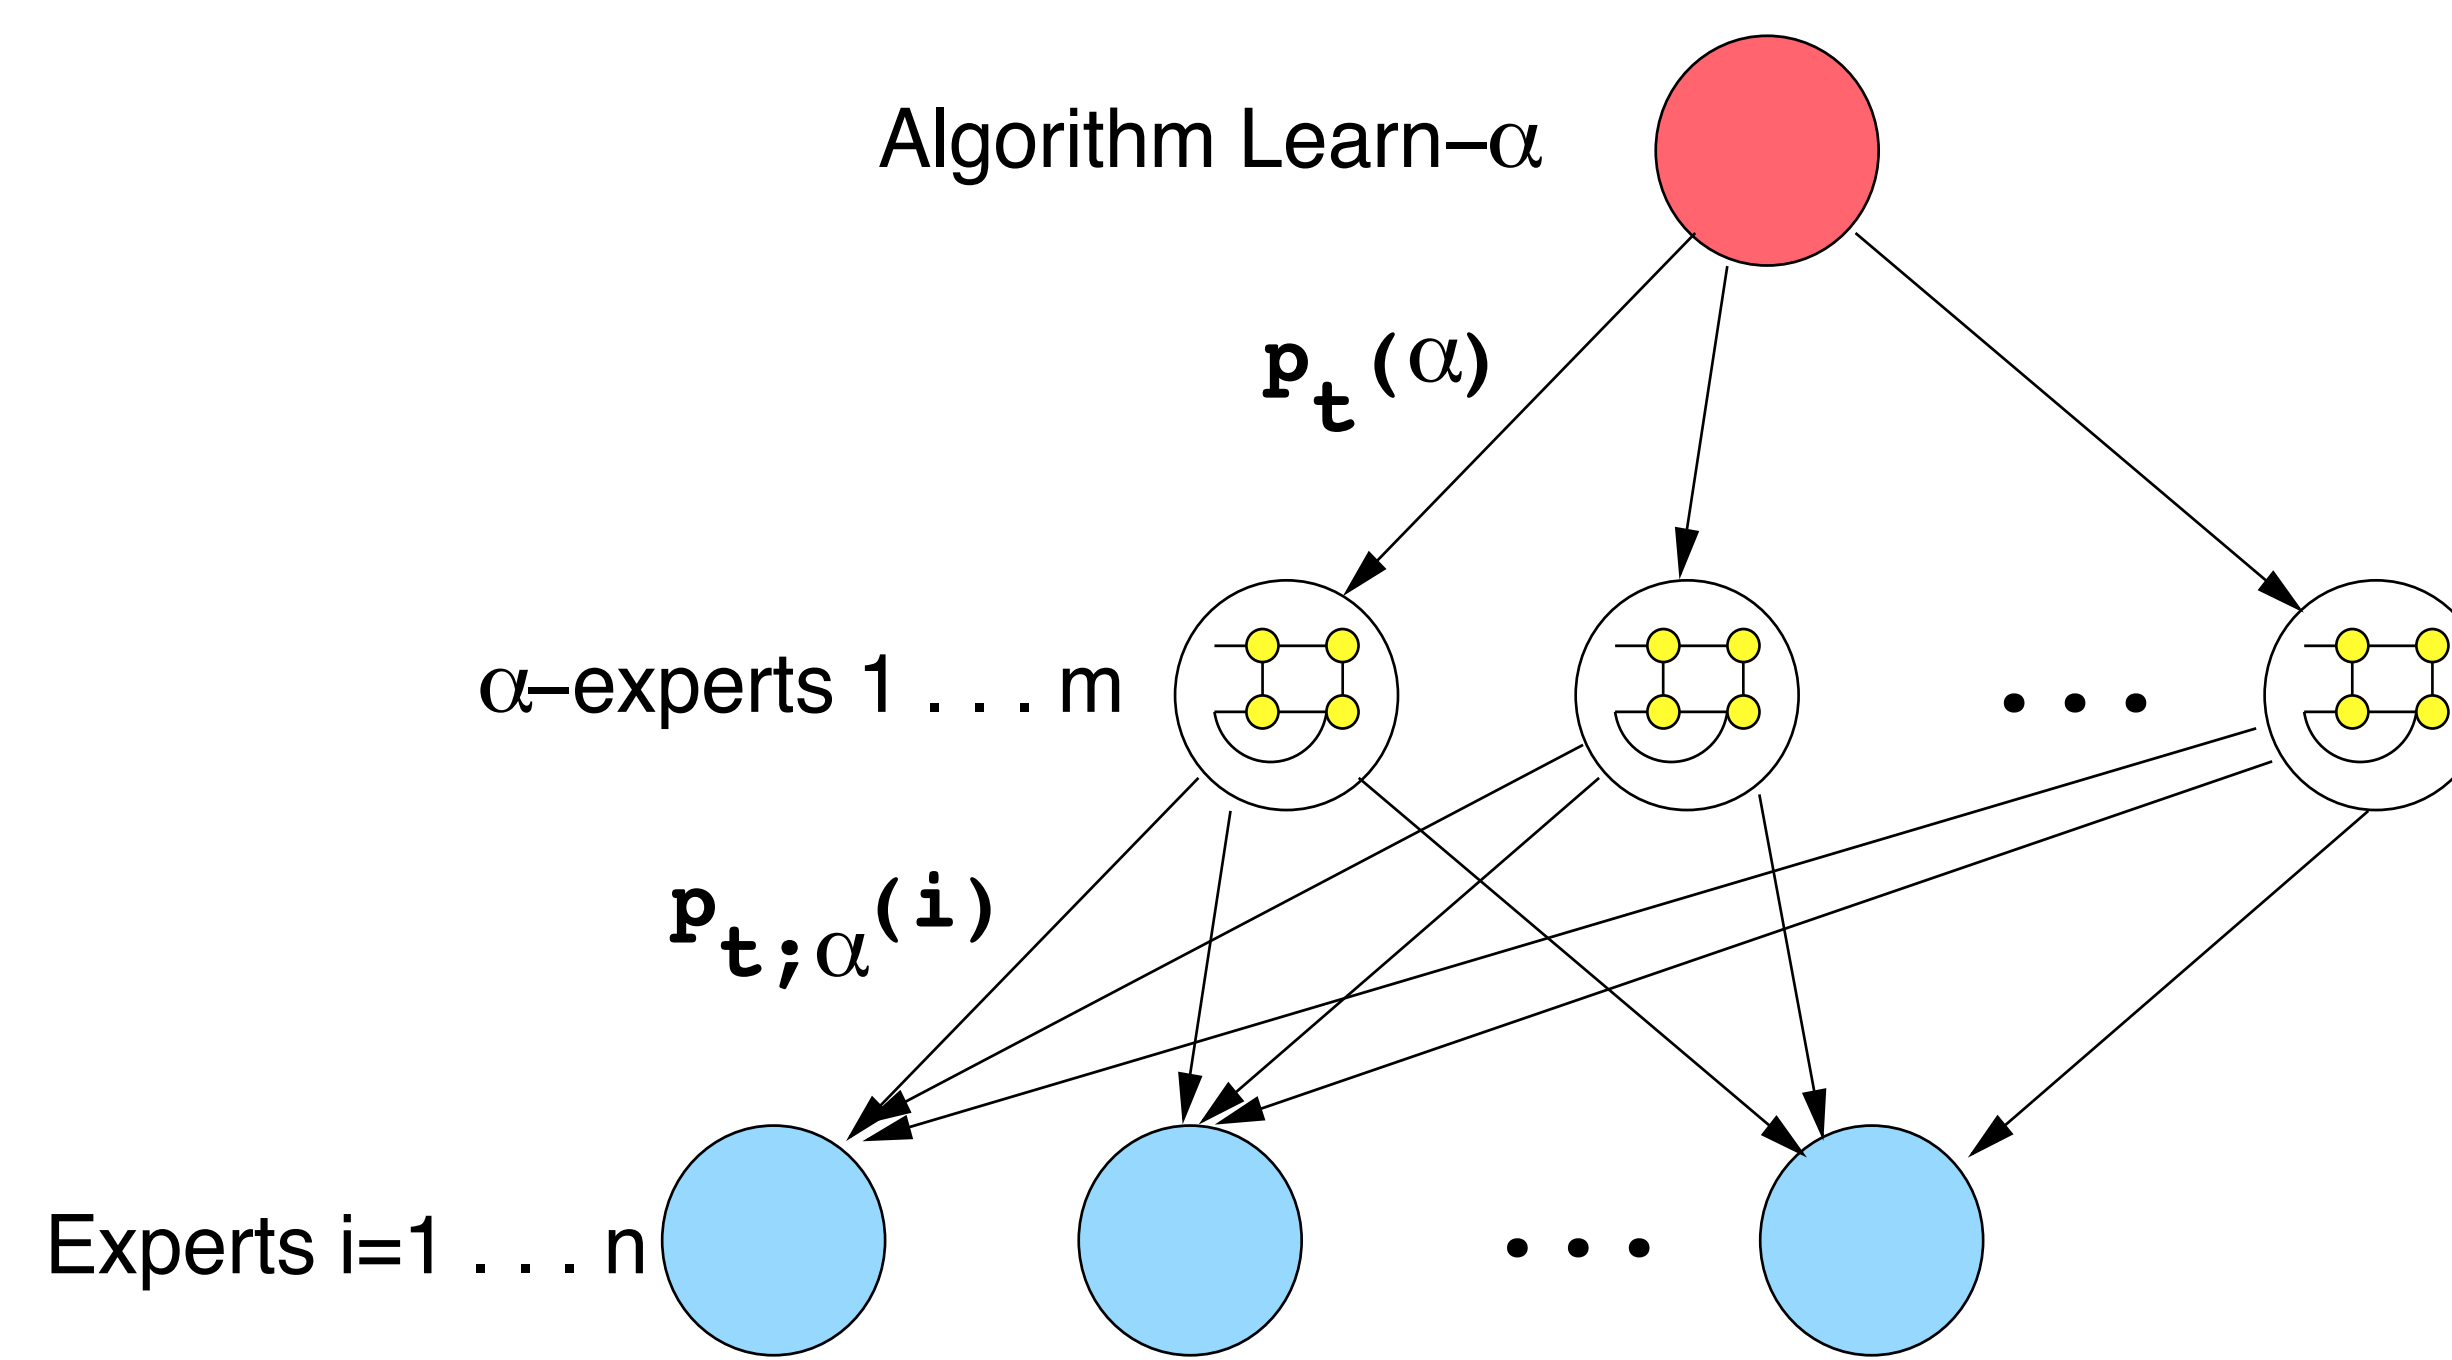 Algorithm Learn–α
p_t(α)
α–experts 1 . . . m
. . .
p_t;α(i)
Experts i=1 . . . n
. . .